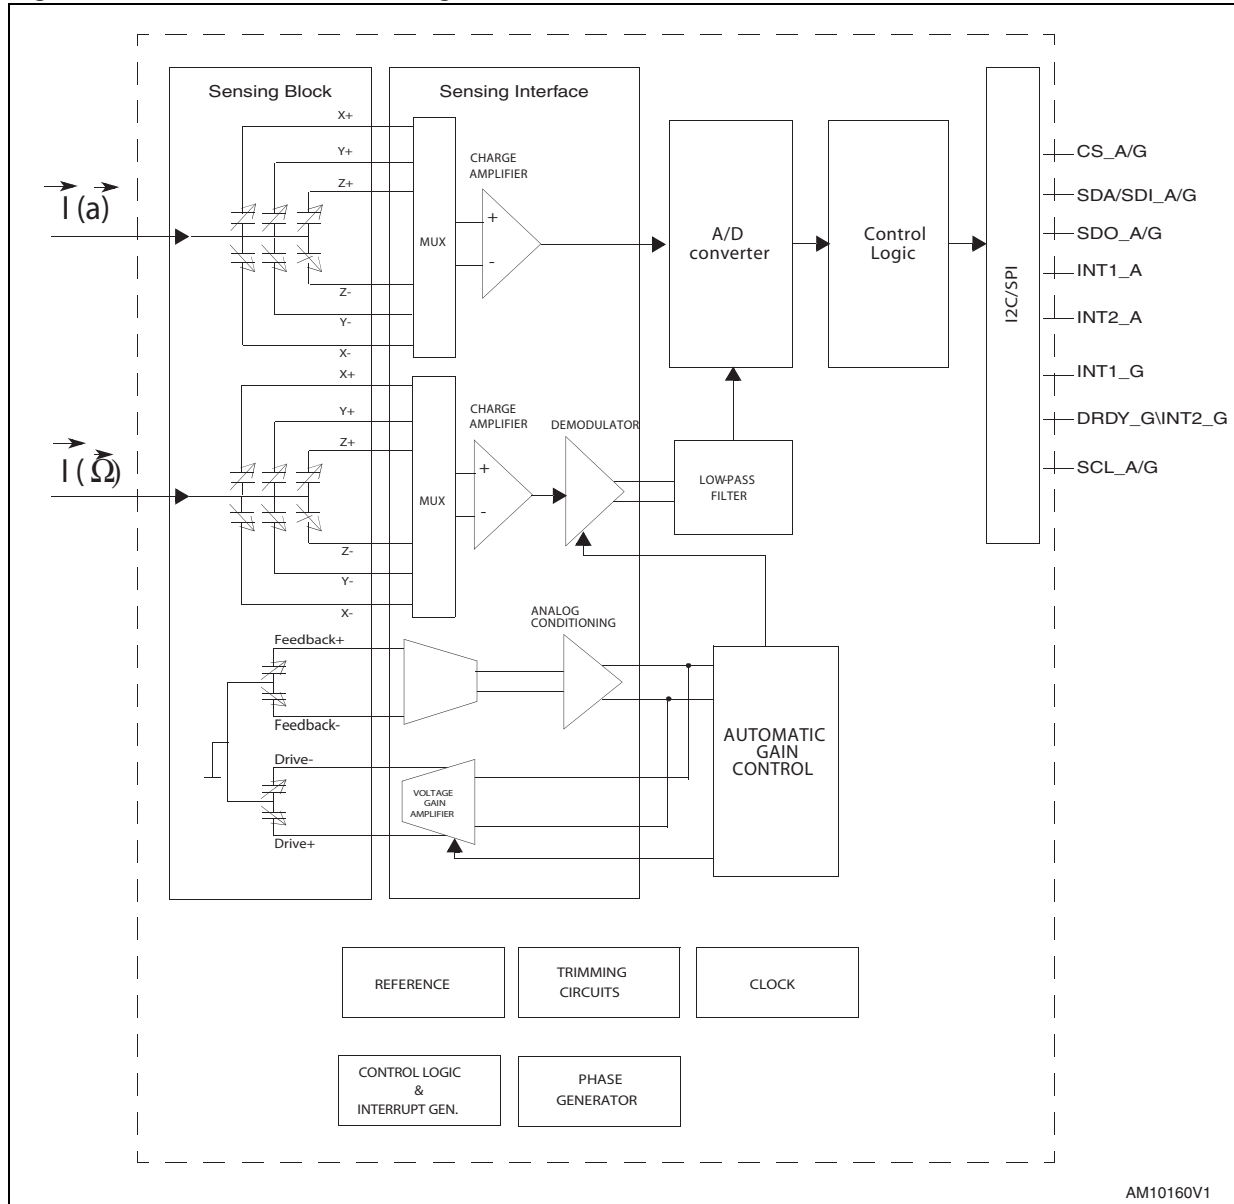 Sensing Block
Sensing Interface
X+
Y+
Z+
I (a)
Z-
Y-
X-
MUX
CHARGE
AMPLIFIER
+
-
A/D
converter
Control
Logic
I2C/SPI
CS_A/G
SDA/SDI_A/G
SDO_A/G
INT1_A
INT2_A
INT1_G
DRDY_G\INT2_G
SCL_A/G
X+
Y+
Z+
I (Ω)
Z-
Y-
X-
MUX
CHARGE
AMPLIFIER
+
-
DEMODULATOR
LOW-PASS
FILTER
Feedback+
Feedback-
ANALOG
CONDITIONING
Drive-
Drive+
VOLTAGE
GAIN
AMPLIFIER
AUTOMATIC
GAIN
CONTROL
REFERENCE
TRIMMING
CIRCUITS
CLOCK
CONTROL LOGIC
&
INTERRUPT GEN.
PHASE
GENERATOR
AM10160V1